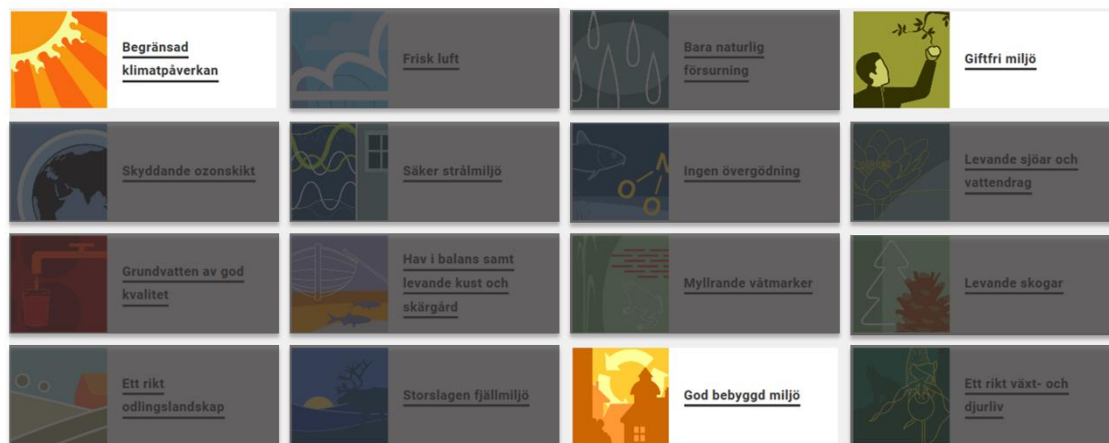 Begränsad
klimatpåverkan
Frisk luft
Bara naturlig
försurning
Giftfri miljö
Skyddande ozonskikt
Säker strålmiljö
Ingen övergödning
Levande sjöar och
vattendrag
Grundvatten av god
kvalitet
Hav i balans samt
levande kust och
skärgård
Myllrande våtmarker
Levande skogar
Ett rikt
odlingslandskap
Storslagen fjällmiljö
God bebyggd miljö
Ett rikt växt- och
djurliv